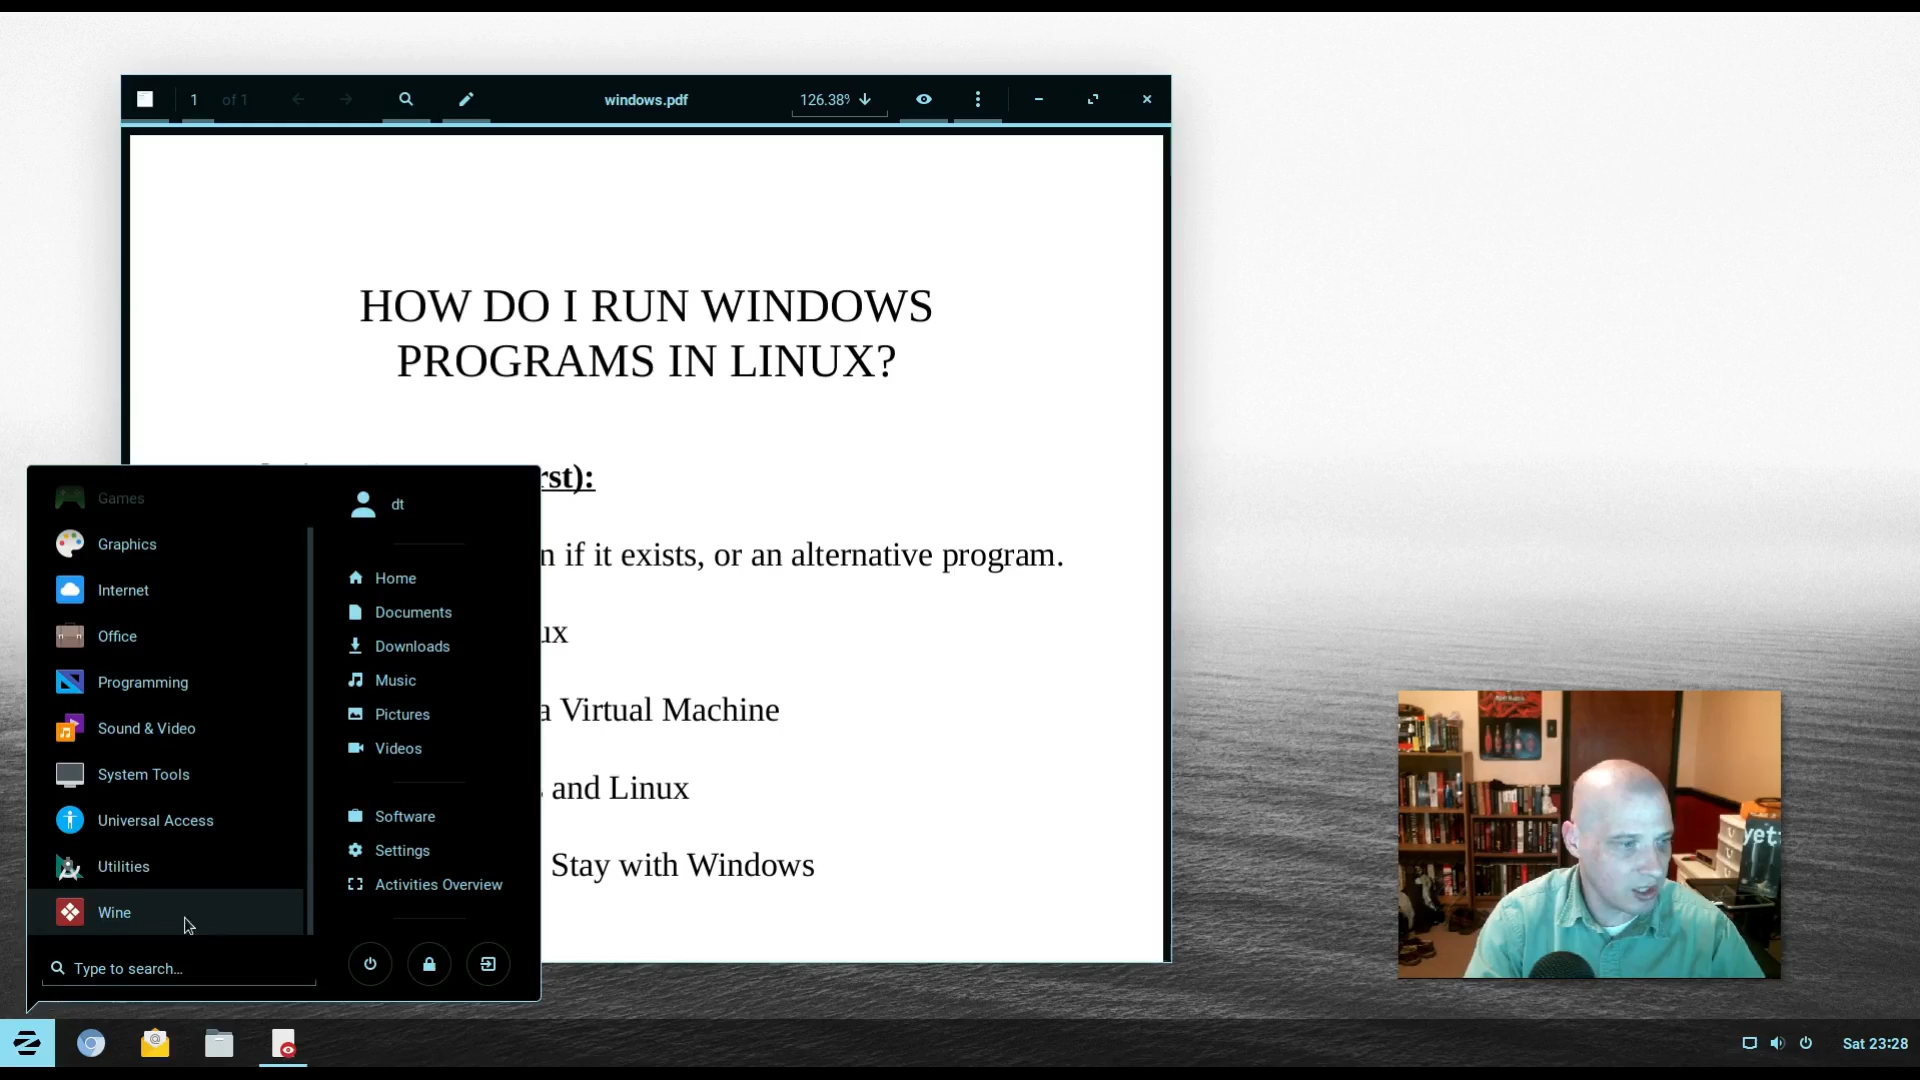 1 of 1
windows.pdf
126.38%
HOW DO I RUN WINDOWS
PROGRAMS IN LINUX?
rst):
n if it exists, or an alternative program.
ux
a Virtual Machine
and Linux
Stay with Windows
Games
Graphics
Internet
Office
Programming
Sound & Video
System Tools
Universal Access
Utilities
Wine
Type to search...
dt
Home
Documents
Downloads
Music
Pictures
Videos
Software
Settings
Activities Overview
yet
Sat 23:28